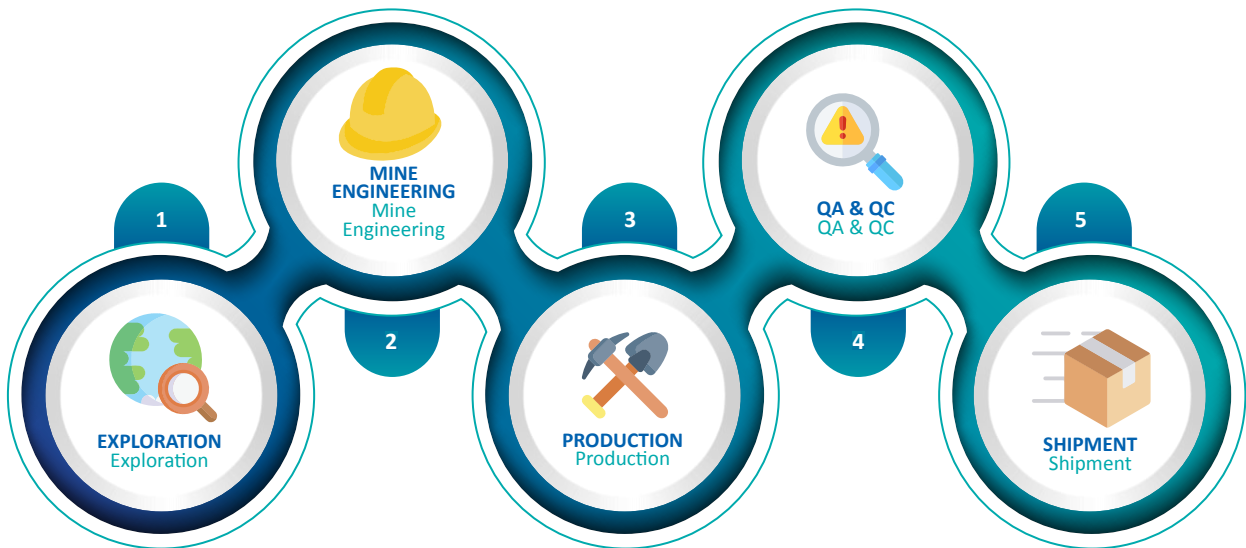 1
EXPLORATION
Exploration
MINE
ENGINEERING
Mine
Engineering
2
3
PRODUCTION
Production
QA & QC
QA & QC
4
5
SHIPMENT
Shipment